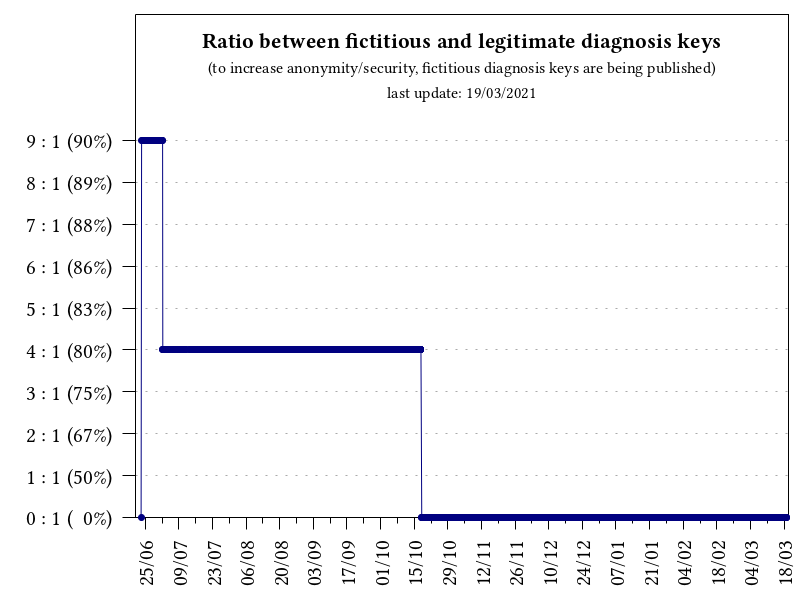 Ratio between fictitious and legitimate diagnosis keys
(to increase anonymity/security, fictitious diagnosis keys are being published)
last update: 19/03/2021
9 : 1 (90%)
8 : 1 (89%)
7 : 1 (88%)
6 : 1 (86%)
5 : 1 (83%)
4 : 1 (80%)
3 : 1 (75%)
2 : 1 (67%)
1 : 1 (50%)
0 : 1 (  0%)
25/06
09/07
23/07
06/08
20/08
03/09
17/09
01/10
15/10
29/10
12/11
26/11
10/12
24/12
07/01
21/01
04/02
18/02
04/03
18/03